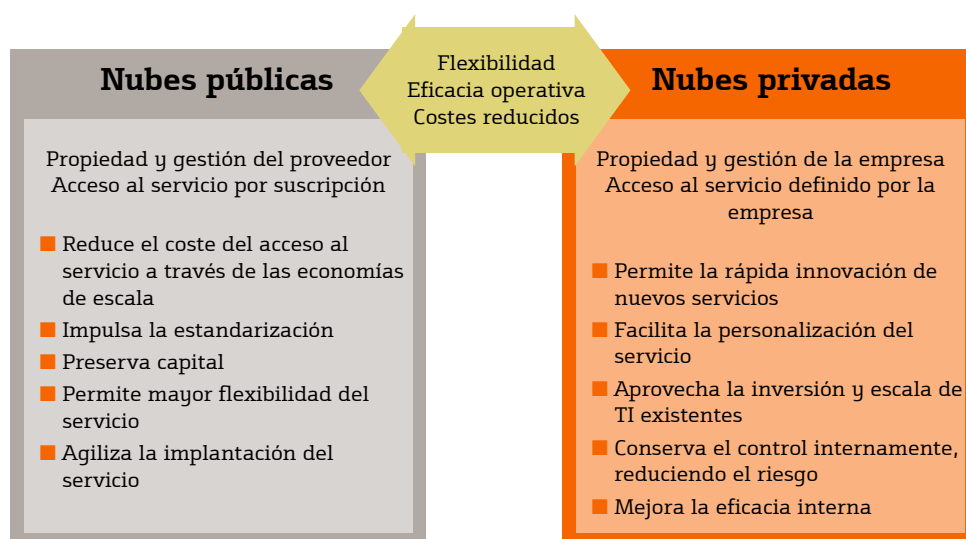 Nubes públicas
Flexibilidad
Eficacia operativa
Costes reducidos
Nubes privadas
Propiedad y gestión del proveedor
Acceso al servicio por suscripción
Reduce el coste del acceso al
servicio a través de las economías
de escala
Impulsa la estandarización
Preserva capital
Permite mayor flexibilidad del
servicio
Agiliza la implantación del
servicio
Propiedad y gestión de la empresa
Acceso al servicio definido por la
empresa
Permite la rápida innovación de
nuevos servicios
Facilita la personalización del
servicio
Aprovecha la inversión y escala de
TI existentes
Conserva el control internamente,
reduciendo el riesgo
Mejora la eficacia interna